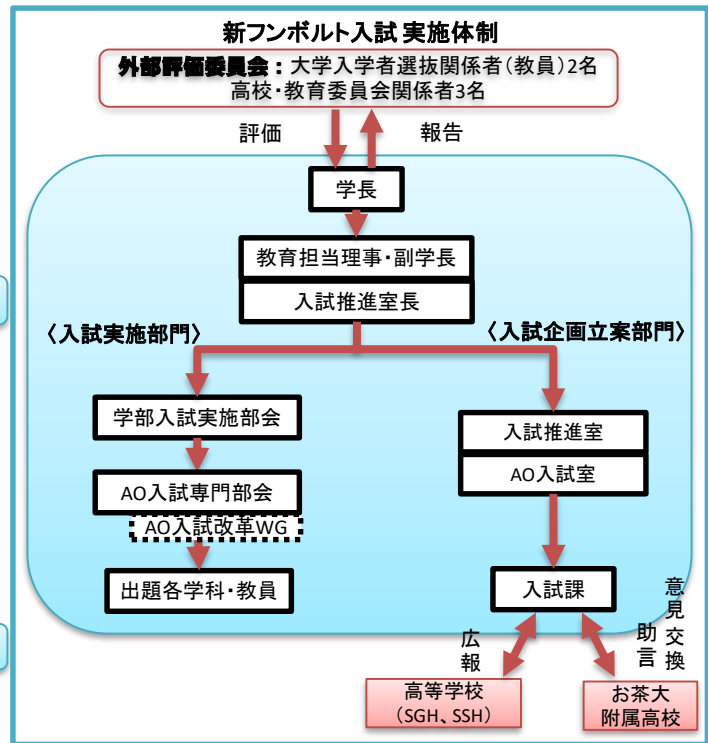 新フンボルト入試 実施体制
外部評価委員会：大学入学者選抜関係者（教員）2名
高校・教育委員会関係者3名
評価
報告
学長
教育担当理事・副学長
入試推進室長
〈入試実施部門〉
〈入試企画立案部門〉
学部入試実施部会
入試推進室
AO入試専門部会
AO入試室
AO入試改革WG
出題各学科・教員
入試課
広報
助言
意見交換
高等学校
（SGH、SSH）
お茶大
附属高校